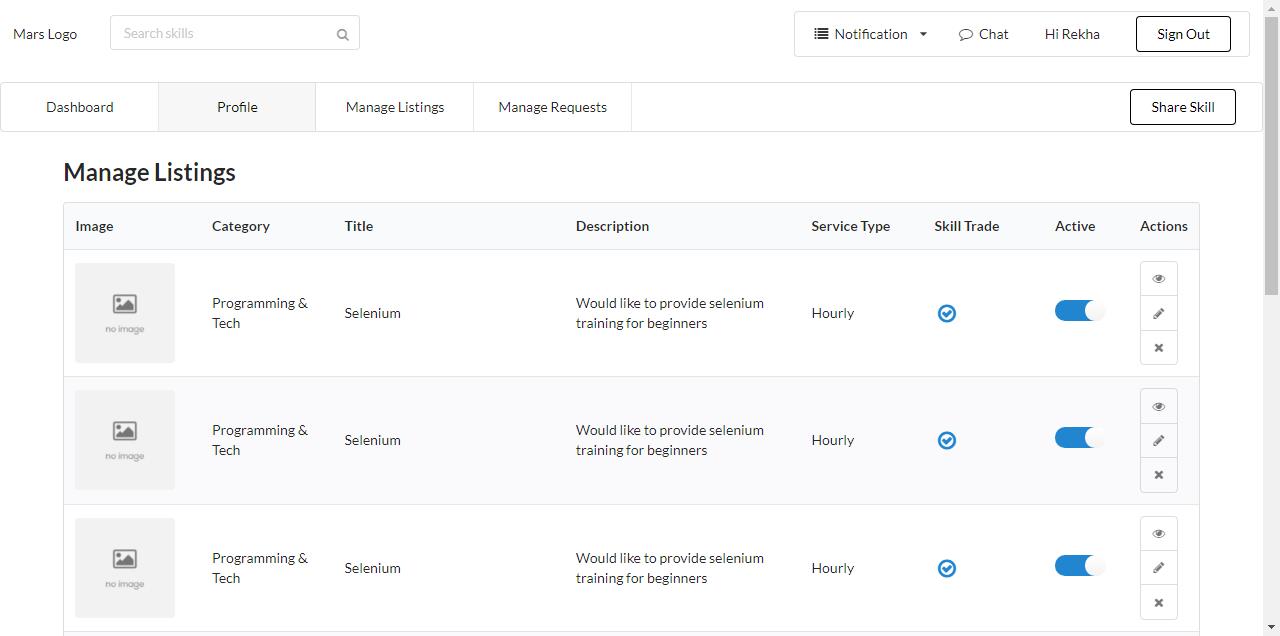 Mars Logo
Search skills
Notification
Chat
Hi Rekha
Sign Out
Dashboard
Profile
Manage Listings
Manage Requests
Share Skill
Manage Listings
Image Category Title Description Service Type Skill Trade Active Actions
no image
Programming &
Tech
Selenium
Would like to provide selenium
training for beginners
Hourly
no image
Programming &
Tech
Selenium
Would like to provide selenium
training for beginners
Hourly
no image
Programming &
Tech
Selenium
Would like to provide selenium
training for beginners
Hourly